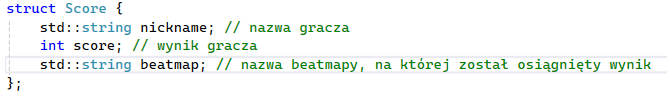 struct Score {
    std::string nickname; // nazwa gracza
    int score; // wynik gracza
    std::string beatmap; // nazwa beatmapy, na której został osiągnięty wynik
};